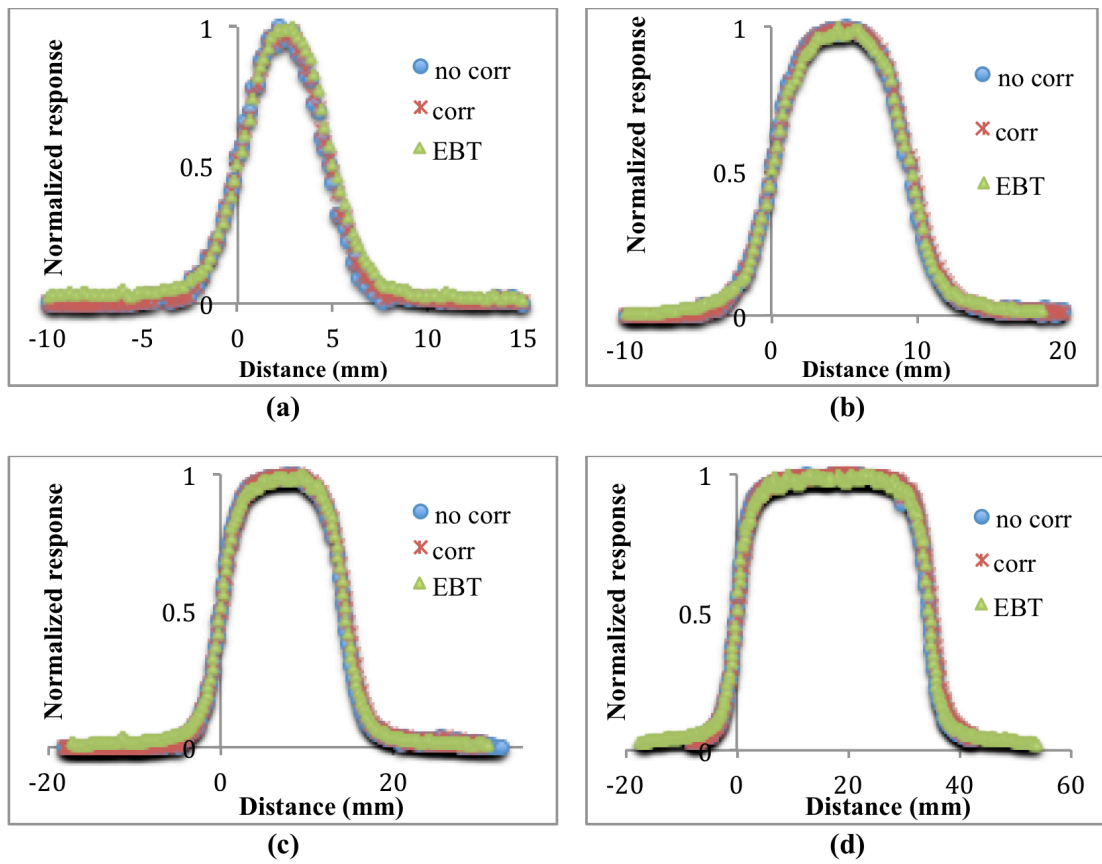 1
no corr
corr
EBT
0.5
0
Normalized response
-10 -5 0 5 10 15
Distance (mm)
(a)
1
no corr
corr
EBT
0.5
0
Normalized response
-10 0 10 20
Distance (mm)
(b)
1
no corr
corr
EBT
0.5
0
Normalized response
-20 0 20
Distance (mm)
(c)
1
no corr
corr
EBT
0.5
0
Normalized response
-20 0 20 40 60
Distance (mm)
(d)